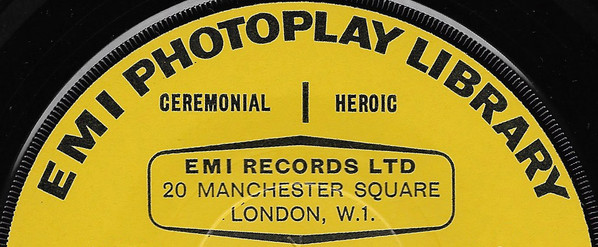 EMI PHOTOPLAY LIBRARY
CEREMONIAL | HEROIC
EMI RECORDS LTD
20 MANCHESTER SQUARE
LONDON, W.1.